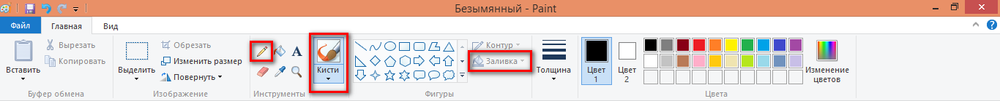 Безымянный - Paint
Файл Главная Вид
Вырезать
Копировать
Вставить
Буфер обмена
Выделить
Обрезать
Изменить размер
Повернуть
Изображение
A
Инструменты
Кисти
Контур
Заливка
Фигуры
Толщина
Цвет
1
Цвет
2
Изменение
цветов
Цвета